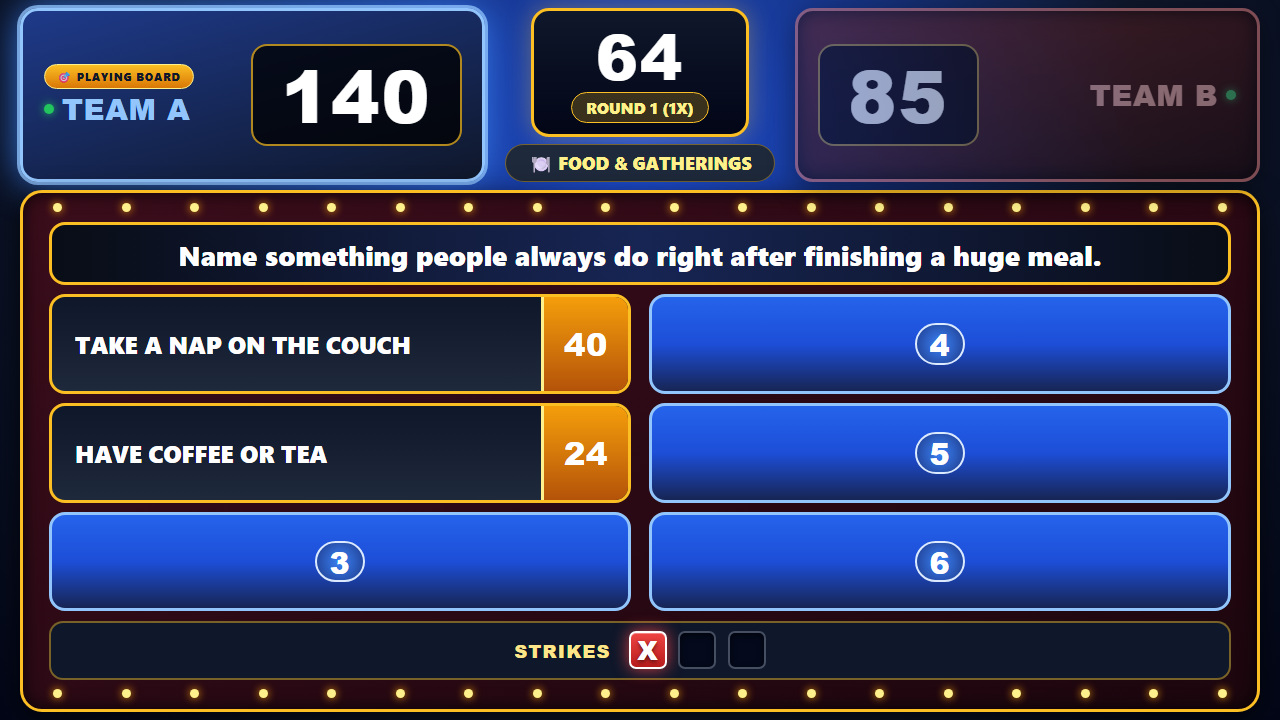 PLAYING BOARD
TEAM A
140
64
ROUND 1 (1X)
FOOD & GATHERINGS
85
TEAM B
Name something people always do right after finishing a huge meal.
TAKE A NAP ON THE COUCH
40
HAVE COFFEE OR TEA
24
3
4
5
6
STRIKES X